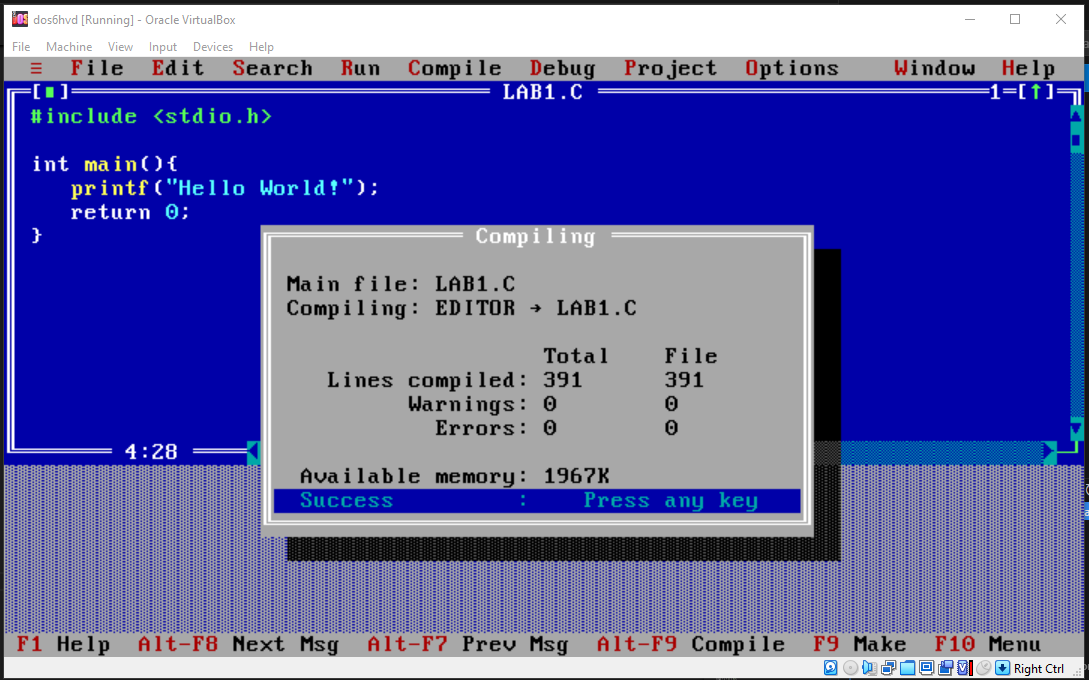 dos6hvd [Running] - Oracle VirtualBox
File Machine View Input Devices Help
≡ File Edit Search Run Compile Debug Project Options Window Help
[■] LAB1.C 1=[↑]
#include <stdio.h>
int main(){
printf("Hello World!");
return 0;
}
Compiling
Main file: LAB1.C
Compiling: EDITOR → LAB1.C
Total File
Lines compiled: 391 391
Warnings: 0 0
Errors: 0 0
4:28
Available memory: 1967K
Success : Press any key
F1 Help Alt-F8 Next Msg Alt-F7 Prev Msg Alt-F9 Compile F9 Make F10 Menu
Right Ctrl